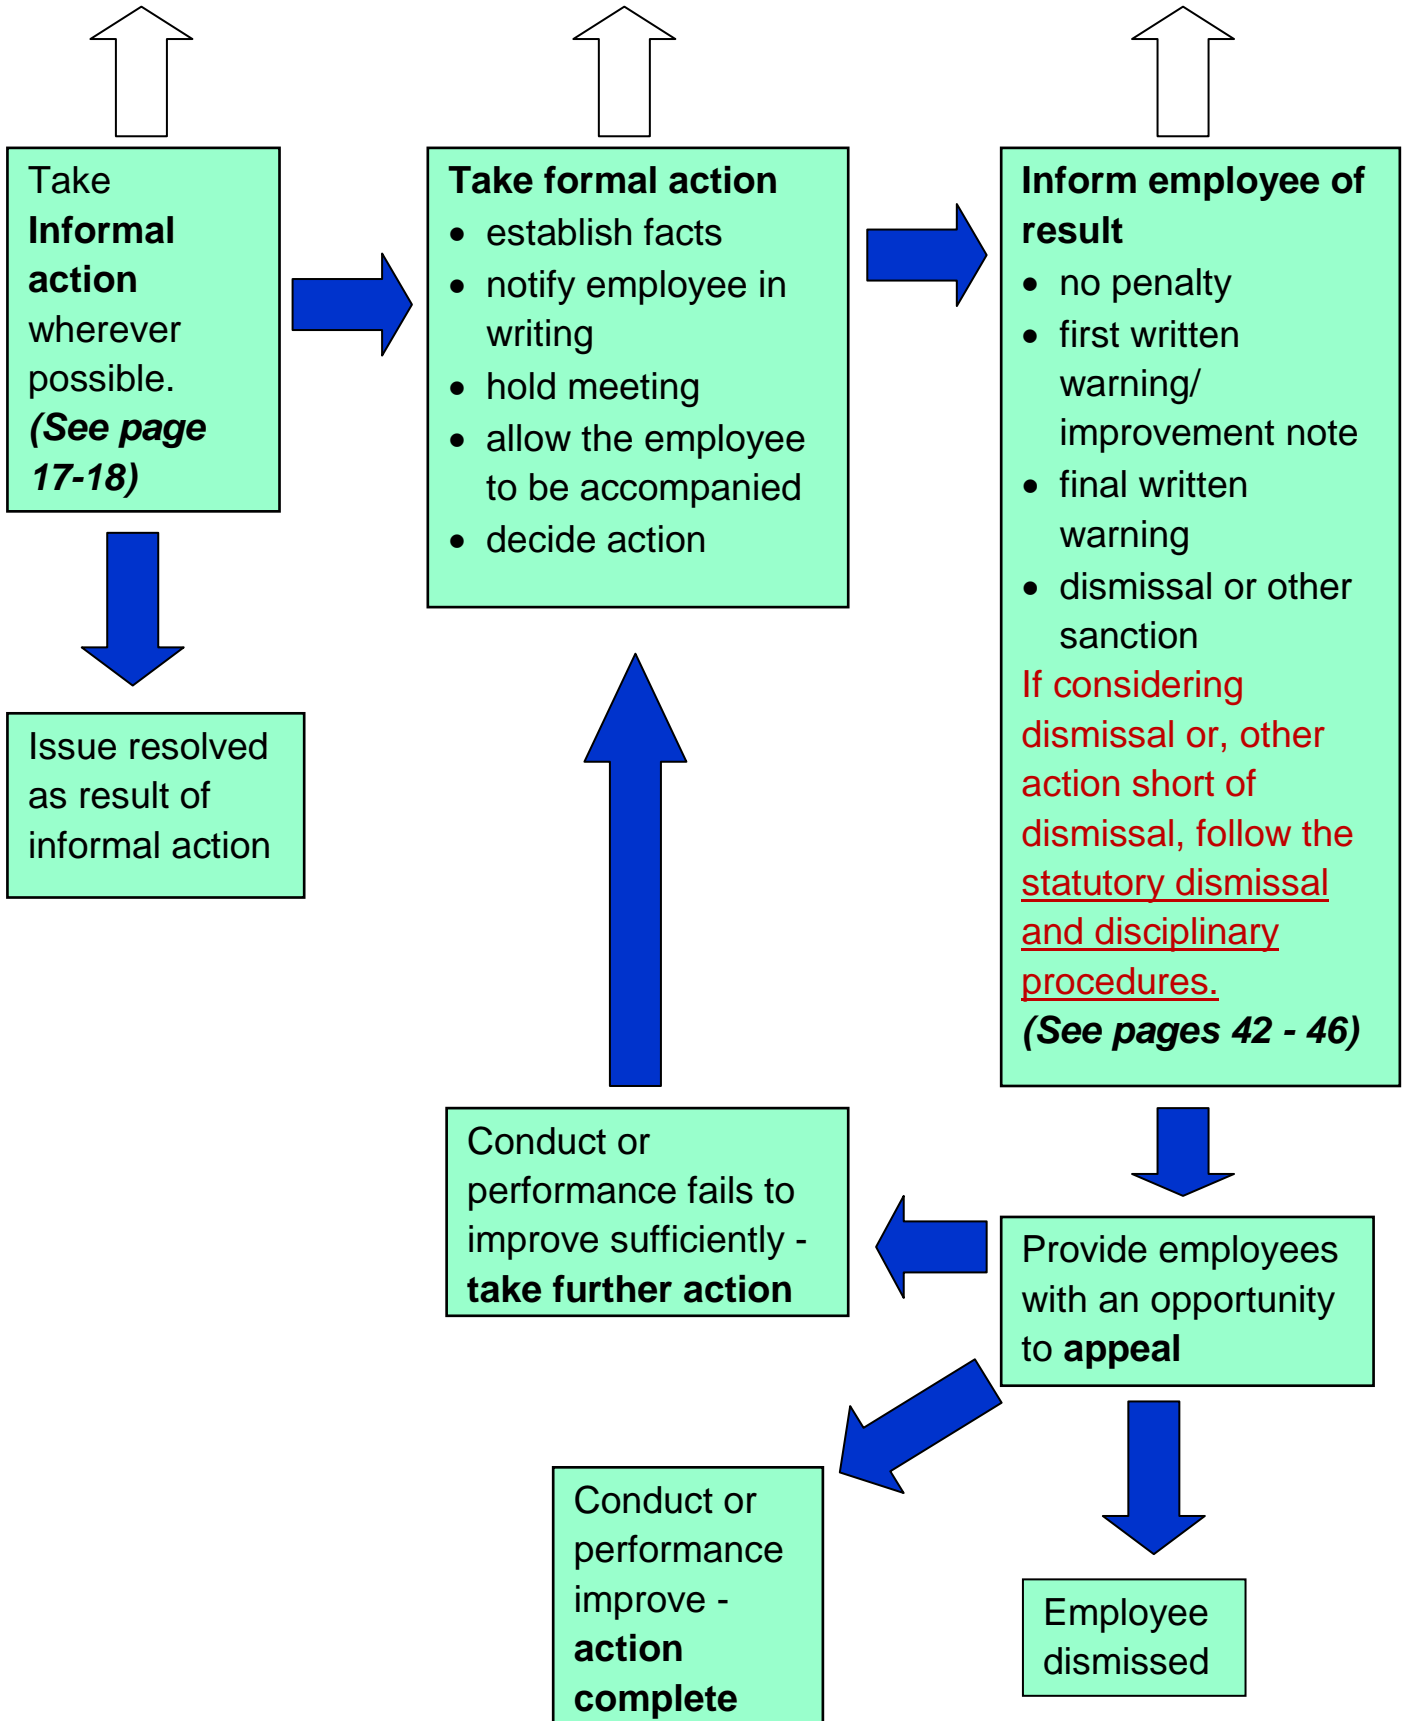 Take
Informal
action
wherever
possible.
(See page
17-18)
Take formal action
• establish facts
• notify employee in
writing
• hold meeting
• allow the employee
to be accompanied
• decide action
Inform employee of
result
• no penalty
• first written
warning/
improvement note
• final written
warning
• dismissal or other
sanction
If considering
dismissal or, other
action short of
dismissal, follow the
statutory dismissal
and disciplinary
procedures.
(See pages 42 - 46)
Issue resolved
as result of
informal action
Conduct or
performance fails to
improve sufficiently -
take further action
Provide employees
with an opportunity
to appeal
Conduct or
performance
improve -
action
complete
Employee
dismissed